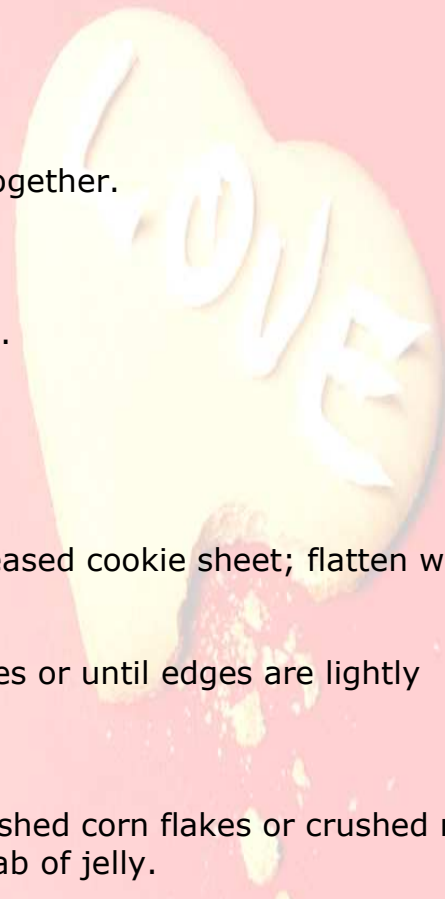 LOVE
ogether.
.
eased cookie sheet; flatten w
es or until edges are lightly
shed corn flakes or crushed r
ab of jelly.